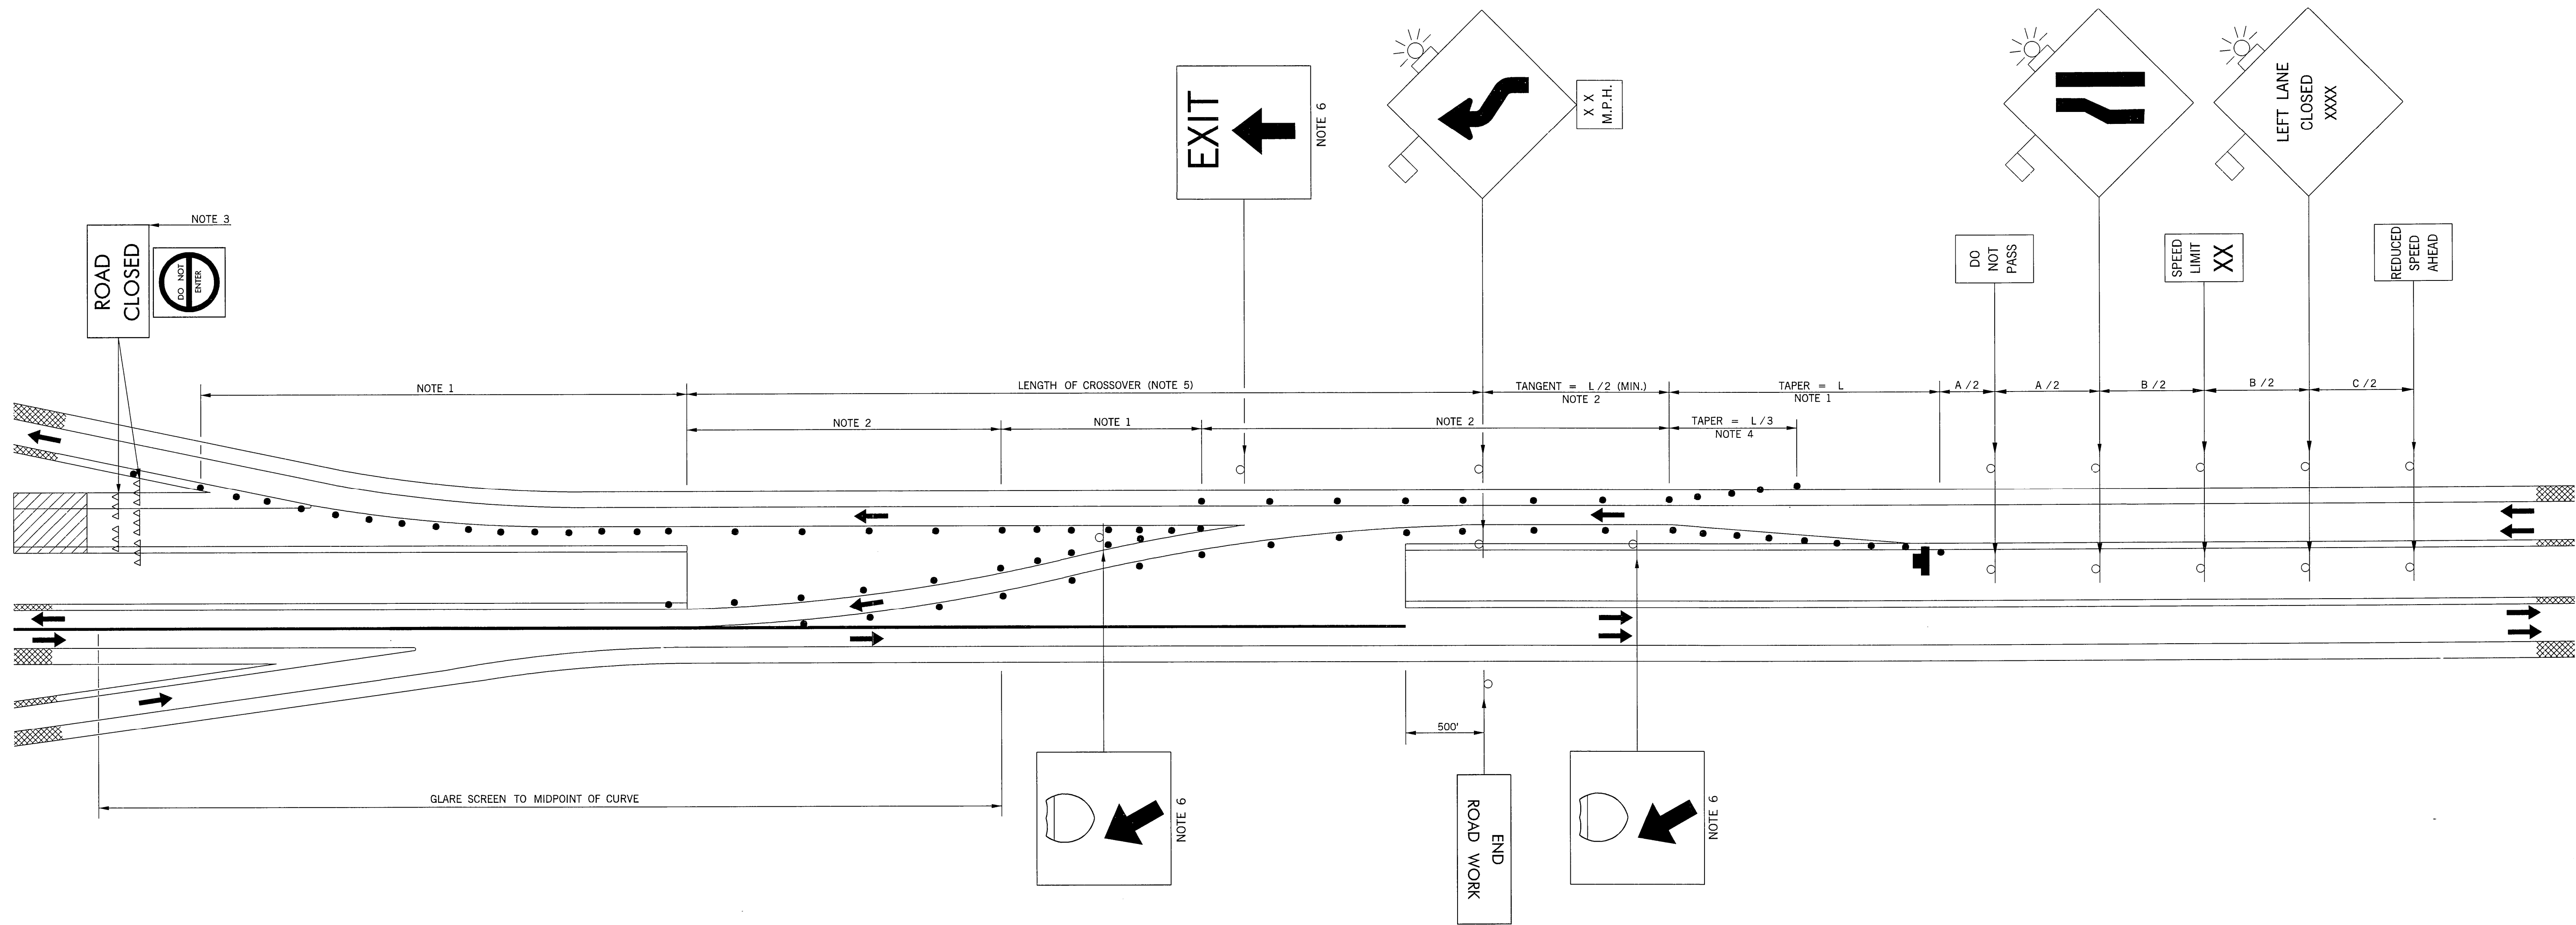 EXIT
NOTE 6
X X
M.P.H.
LEFT LANE
CLOSED
XXXX
NOTE 3
ROAD
CLOSED
DO NOT
ENTER
DO
NOT
PASS
SPEED
LIMIT
XX
REDUCED
SPEED
AHEAD
NOTE 1
LENGTH OF CROSSOVER (NOTE 5)
TANGENT = L/2 (MIN.)
NOTE 2
TAPER = L
NOTE 1
A/2
A/2
B/2
B/2
C/2
NOTE 2
NOTE 1
NOTE 2
TAPER = L/3
NOTE 4
500'
GLARE SCREEN TO MIDPOINT OF CURVE
NOTE 6
END
ROAD WORK
NOTE 6